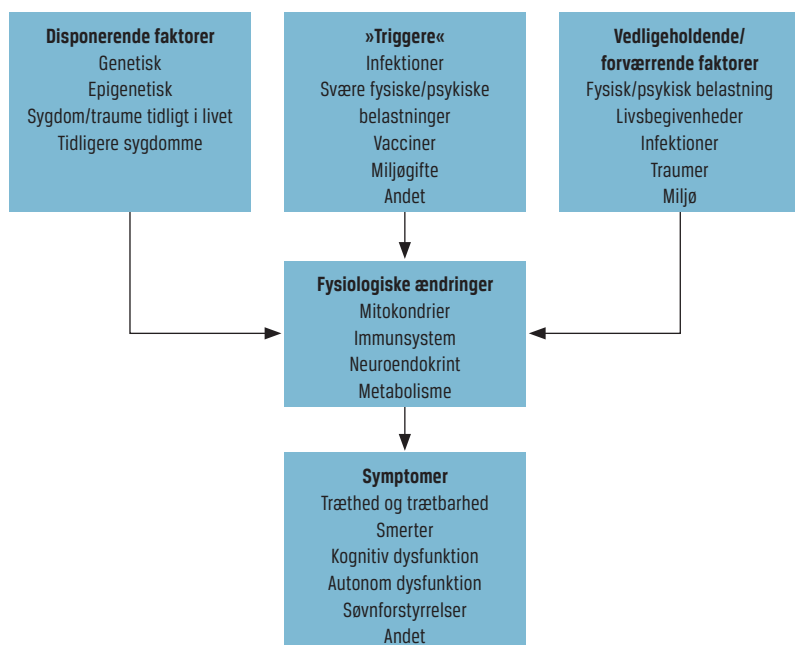 Disponerende faktorer
Genetisk
Epigenetisk
Sygdom/traume tidligt i livet
Tidligere sygdomme
»Triggere«
Infektioner
Svære fysiske/psykiske
belastninger
Vacciner
Miljøgifte
Andet
Vedligeholdende/
forværrende faktorer
Fysisk/psykisk belastning
Livsbegivenheder
Infektioner
Traumer
Miljø
Fysiologiske ændringer
Mitokondrier
Immunsystem
Neuroendokrint
Metabolisme
Symptomer
Træthed og trætbarhed
Smerter
Kognitiv dysfunktion
Autonom dysfunktion
Søvnforstyrrelser
Andet